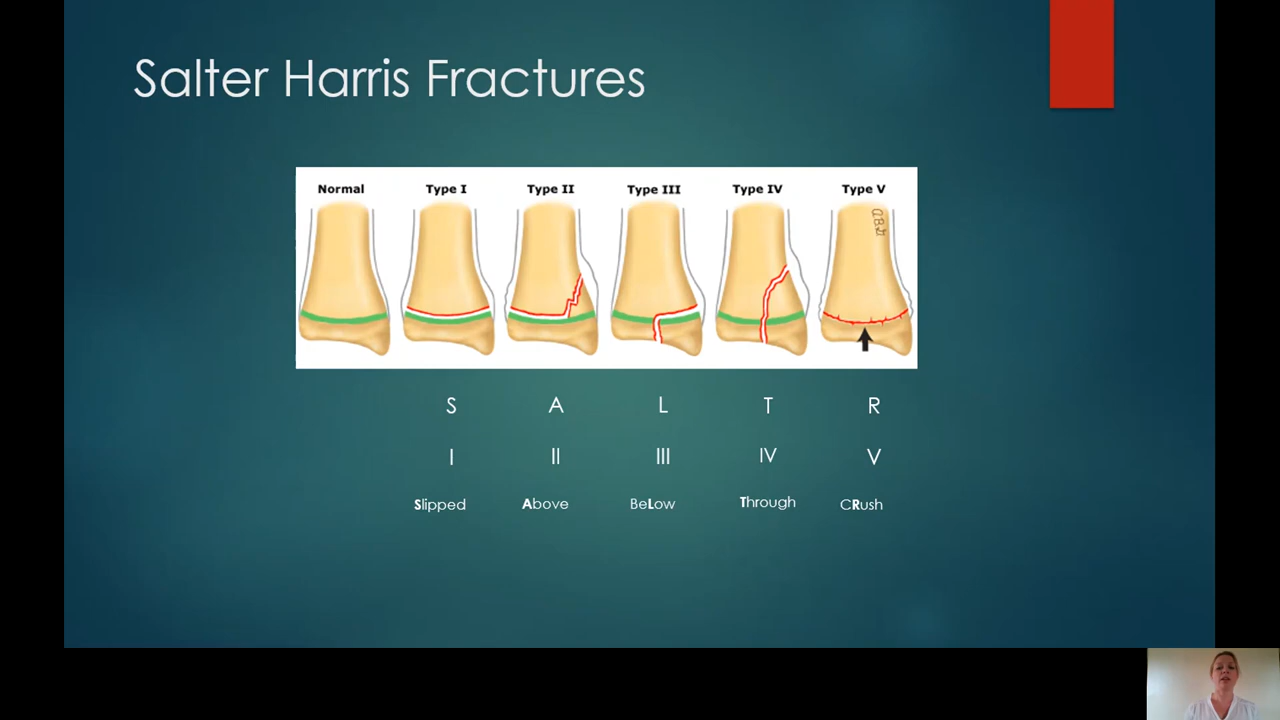 Salter Harris Fractures
Normal Type I Type II Type III Type IV Type V
S A L T R
I II III IV V
Slipped Above BeLow Through CRush